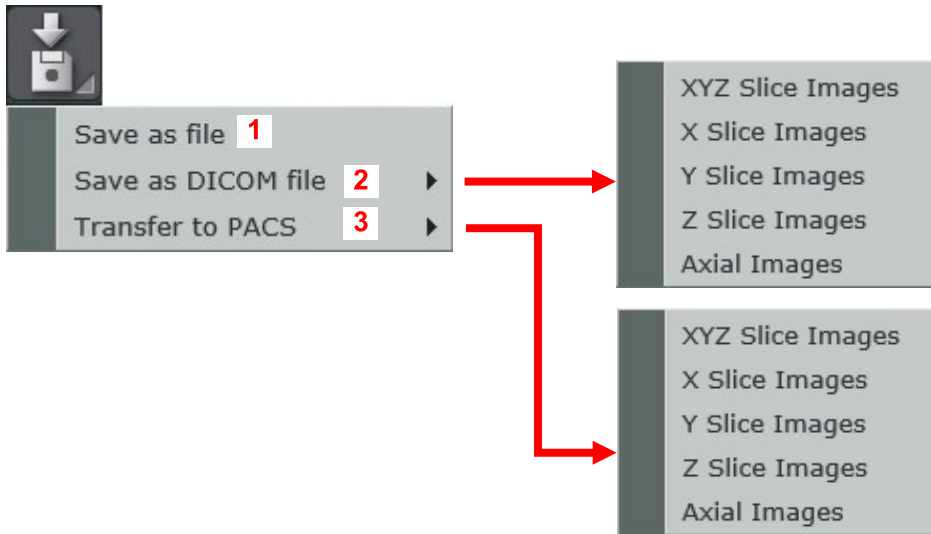 Save as file 1
Save as DICOM file 2
Transfer to PACS 3
XYZ Slice Images
X Slice Images
Y Slice Images
Z Slice Images
Axial Images
XYZ Slice Images
X Slice Images
Y Slice Images
Z Slice Images
Axial Images